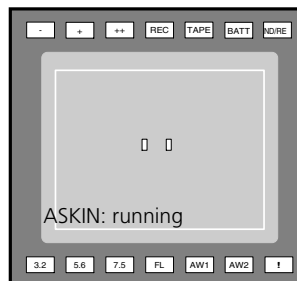 - + ++ REC TAPE BATT ND/RE
ASKIN: running
3.2 5.6 7.5 FL AW1 AW2 !